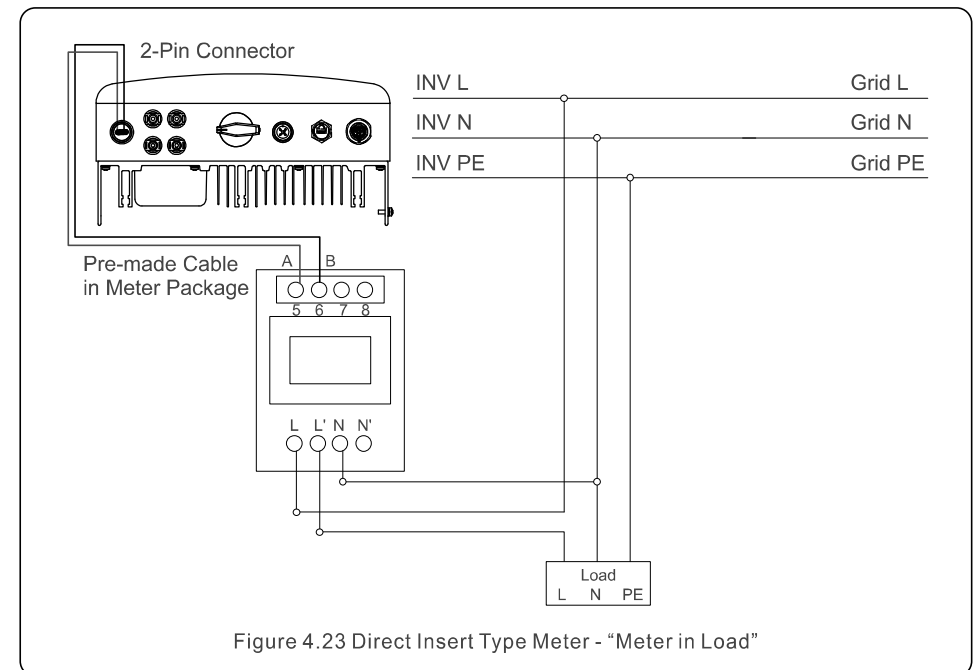 2-Pin Connector
INV L Grid L
INV N Grid N
INV PE Grid PE
Pre-made Cable
in Meter Package
A B
5 6 7 8
L L' N N'
Load
L N PE
Figure 4.23 Direct Insert Type Meter - “Meter in Load”